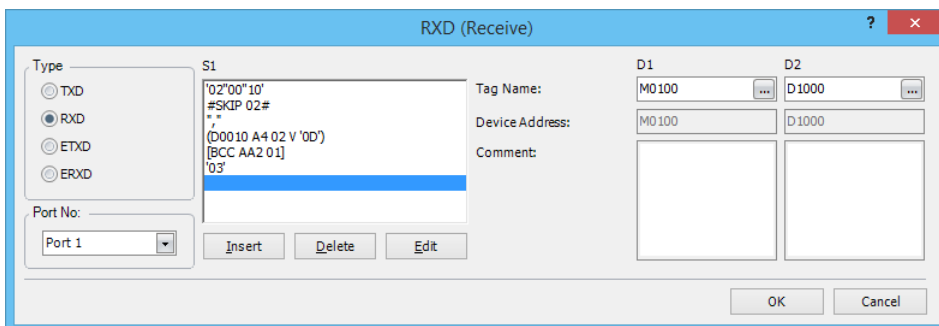 RXD (Receive)
?
Type
TXD
RXD
ETXD
ERXD
Port No:
Port 1
S1
'02''00''10'
#SKIP 02#
","
(D0010 A4 02 V '0D')
[BCC AA2 01]
'03'
Insert Delete Edit
D1 D2
Tag Name: M0100 ... D1000 ...
Device Address: M0100 D1000
Comment:
OK Cancel